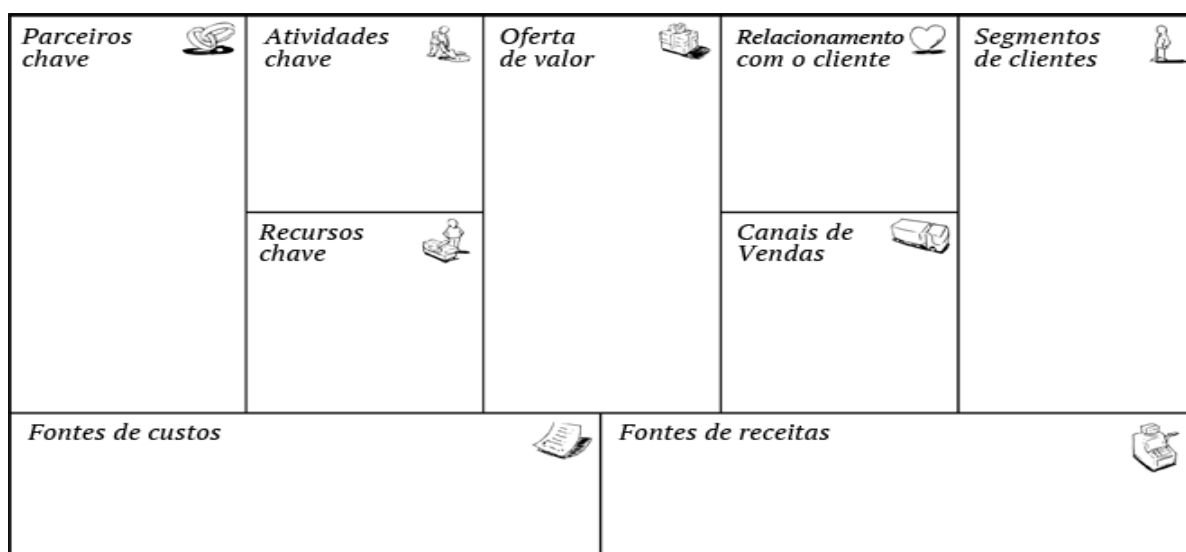 Parceiros
chave
Atividades
chave
Oferta
de valor
Relacionamento
com o cliente
Segmentos
de clientes
Recursos
chave
Canais de
Vendas
Fontes de custos
Fontes de receitas